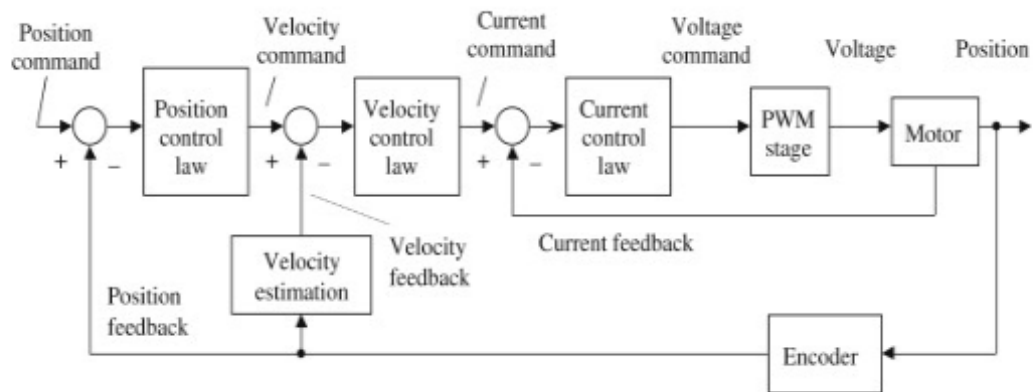 Position
command
Velocity
command
Current
command
Voltage
command
Voltage
Position
Position
control
law
Velocity
control
law
Current
control
law
PWM
stage
Motor
+
−
+
−
+
−
Velocity
estimation
Velocity
feedback
Current feedback
Position
feedback
Encoder